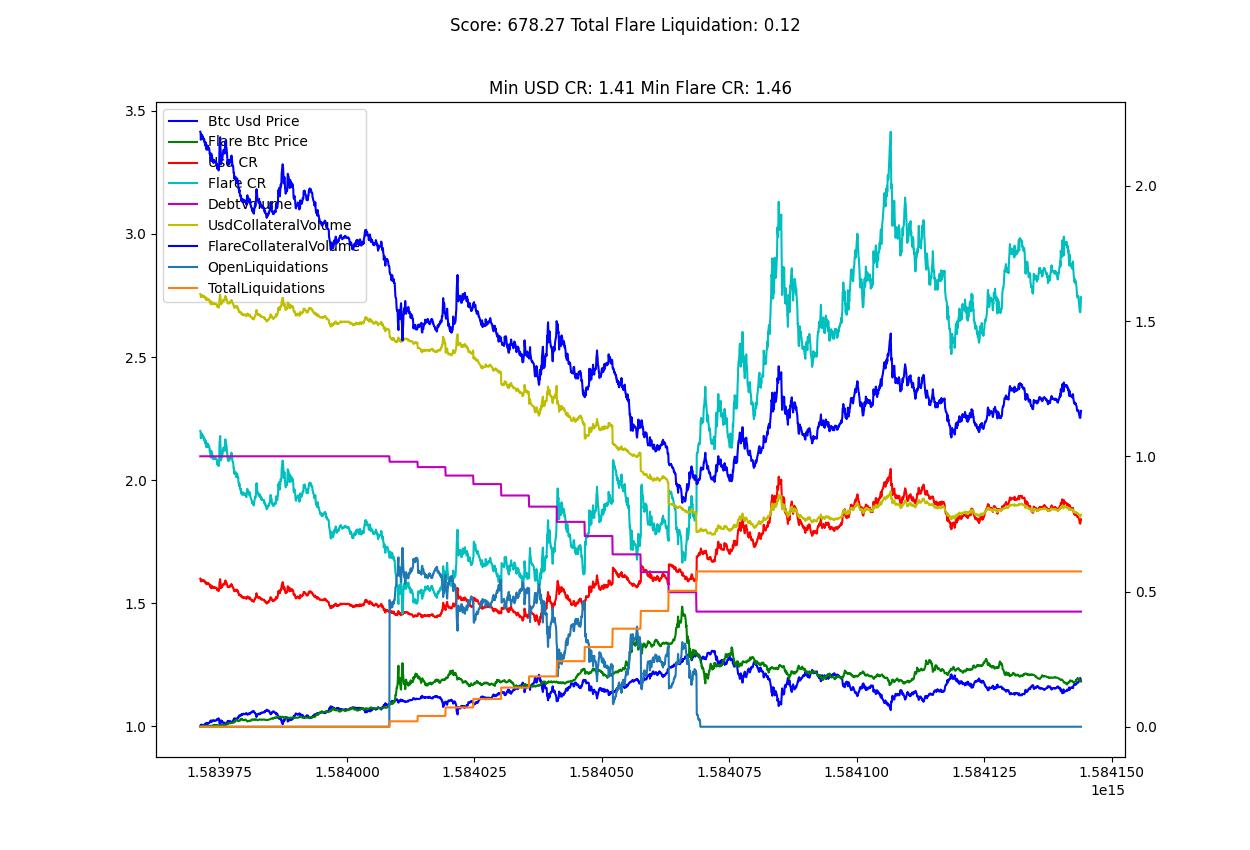 Score: 678.27 Total Flare Liquidation: 0.12
Min USD CR: 1.41 Min Flare CR: 1.46
3.5
3.0
2.5
2.0
1.5
1.0
Btc Usd Price
Flare Btc Price
Usd CR
Flare CR
DebtVolume
UsdCollateralVolume
FlareCollateralVolume
OpenLiquidations
TotalLiquidations
2.0
1.5
1.0
0.5
0.0
1.583975
1.584000
1.584025
1.584050
1.584075
1.584100
1.584125
1.584150
1e15